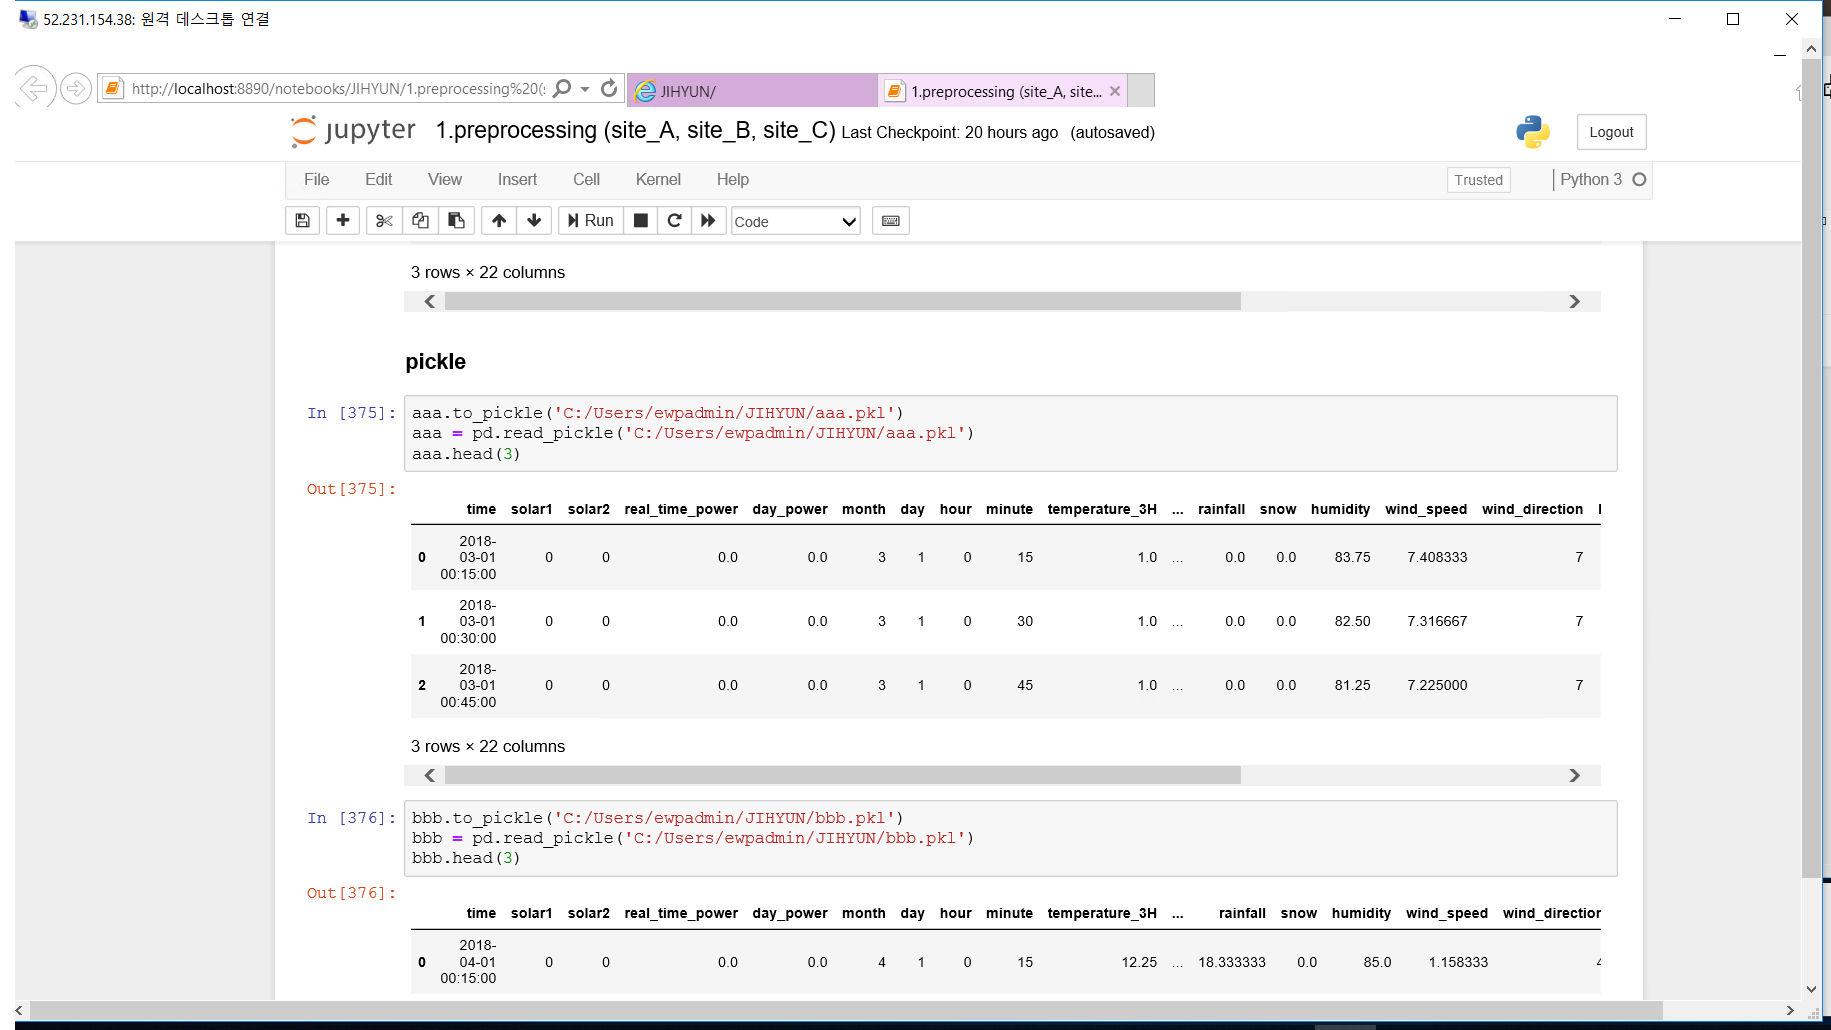 52.231.154.38: 원격 데스크톱 연결
http://localhost:8890/notebooks/JIHYUN/1.preprocessing%20(
JIHYUN/
1.preprocessing (site_A, site...
jupyter 1.preprocessing (site_A, site_B, site_C) Last Checkpoint: 20 hours ago (autosaved)
Logout
File Edit View Insert Cell Kernel Help
Trusted
Python 3
Run
Code
3 rows × 22 columns
pickle
In [375]:
aaa.to_pickle('C:/Users/ewpadmin/JIHYUN/aaa.pkl')
aaa = pd.read_pickle('C:/Users/ewpadmin/JIHYUN/aaa.pkl')
aaa.head(3)
Out[375]:
time solar1 solar2 real_time_power day_power month day hour minute temperature_3H ... rainfall snow humidity wind_speed wind_direction
2018-
0 03-01 0 0 0.0 0.0 3 1 0 15 1.0 ... 0.0 0.0 83.75 7.408333 7
00:15:00
2018-
1 03-01 0 0 0.0 0.0 3 1 0 30 1.0 ... 0.0 0.0 82.50 7.316667 7
00:30:00
2018-
2 03-01 0 0 0.0 0.0 3 1 0 45 1.0 ... 0.0 0.0 81.25 7.225000 7
00:45:00
3 rows × 22 columns
In [376]:
bbb.to_pickle('C:/Users/ewpadmin/JIHYUN/bbb.pkl')
bbb = pd.read_pickle('C:/Users/ewpadmin/JIHYUN/bbb.pkl')
bbb.head(3)
Out[376]:
time solar1 solar2 real_time_power day_power month day hour minute temperature_3H ... rainfall snow humidity wind_speed wind_direction
2018-
0 04-01 0 0 0.0 0.0 4 1 0 15 12.25 ... 18.333333 0.0 85.0 1.158333
00:15:00